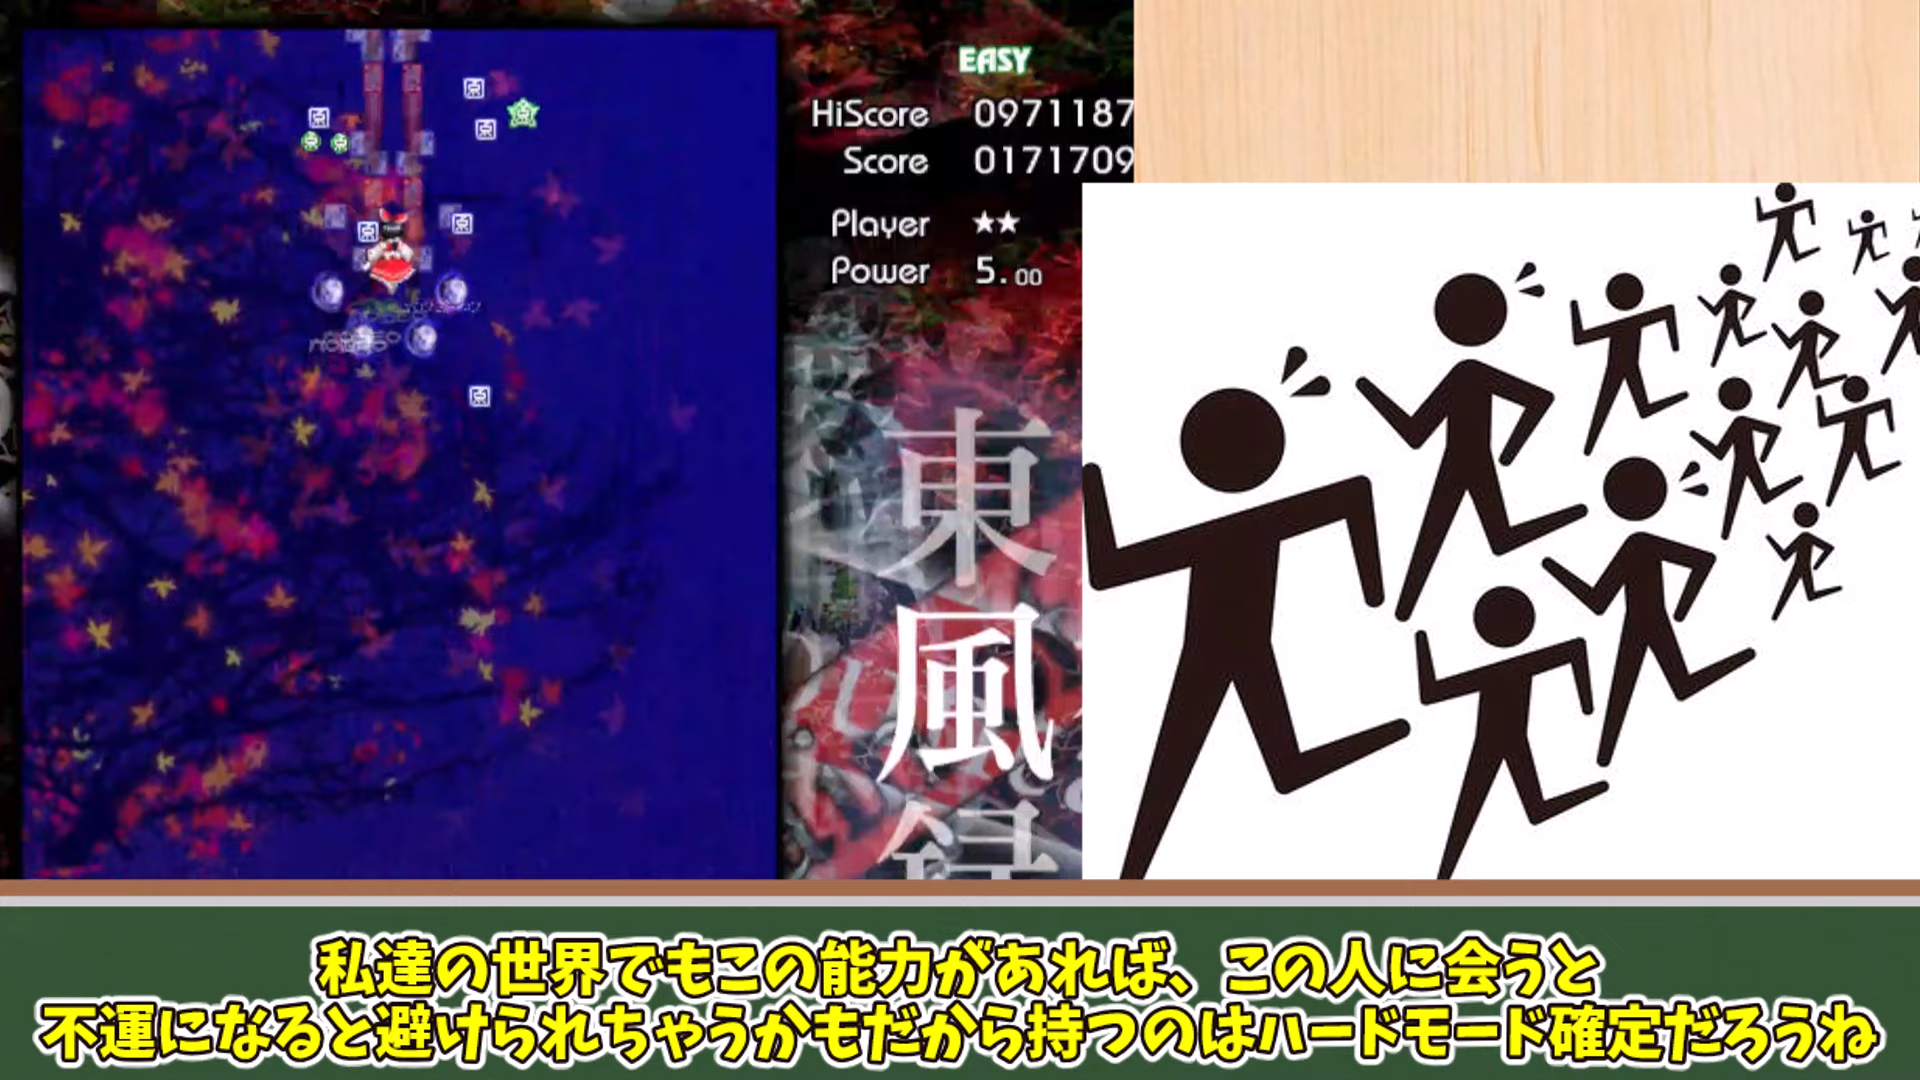 EASY
HiScore 0971187
Score 0171709
Player ★★
Power 5.00
東
風
私達の世界でもこの能力があれば、この人に会うと
不運になると避けられちゃうかもだから持つのはハードモード確定だろうね